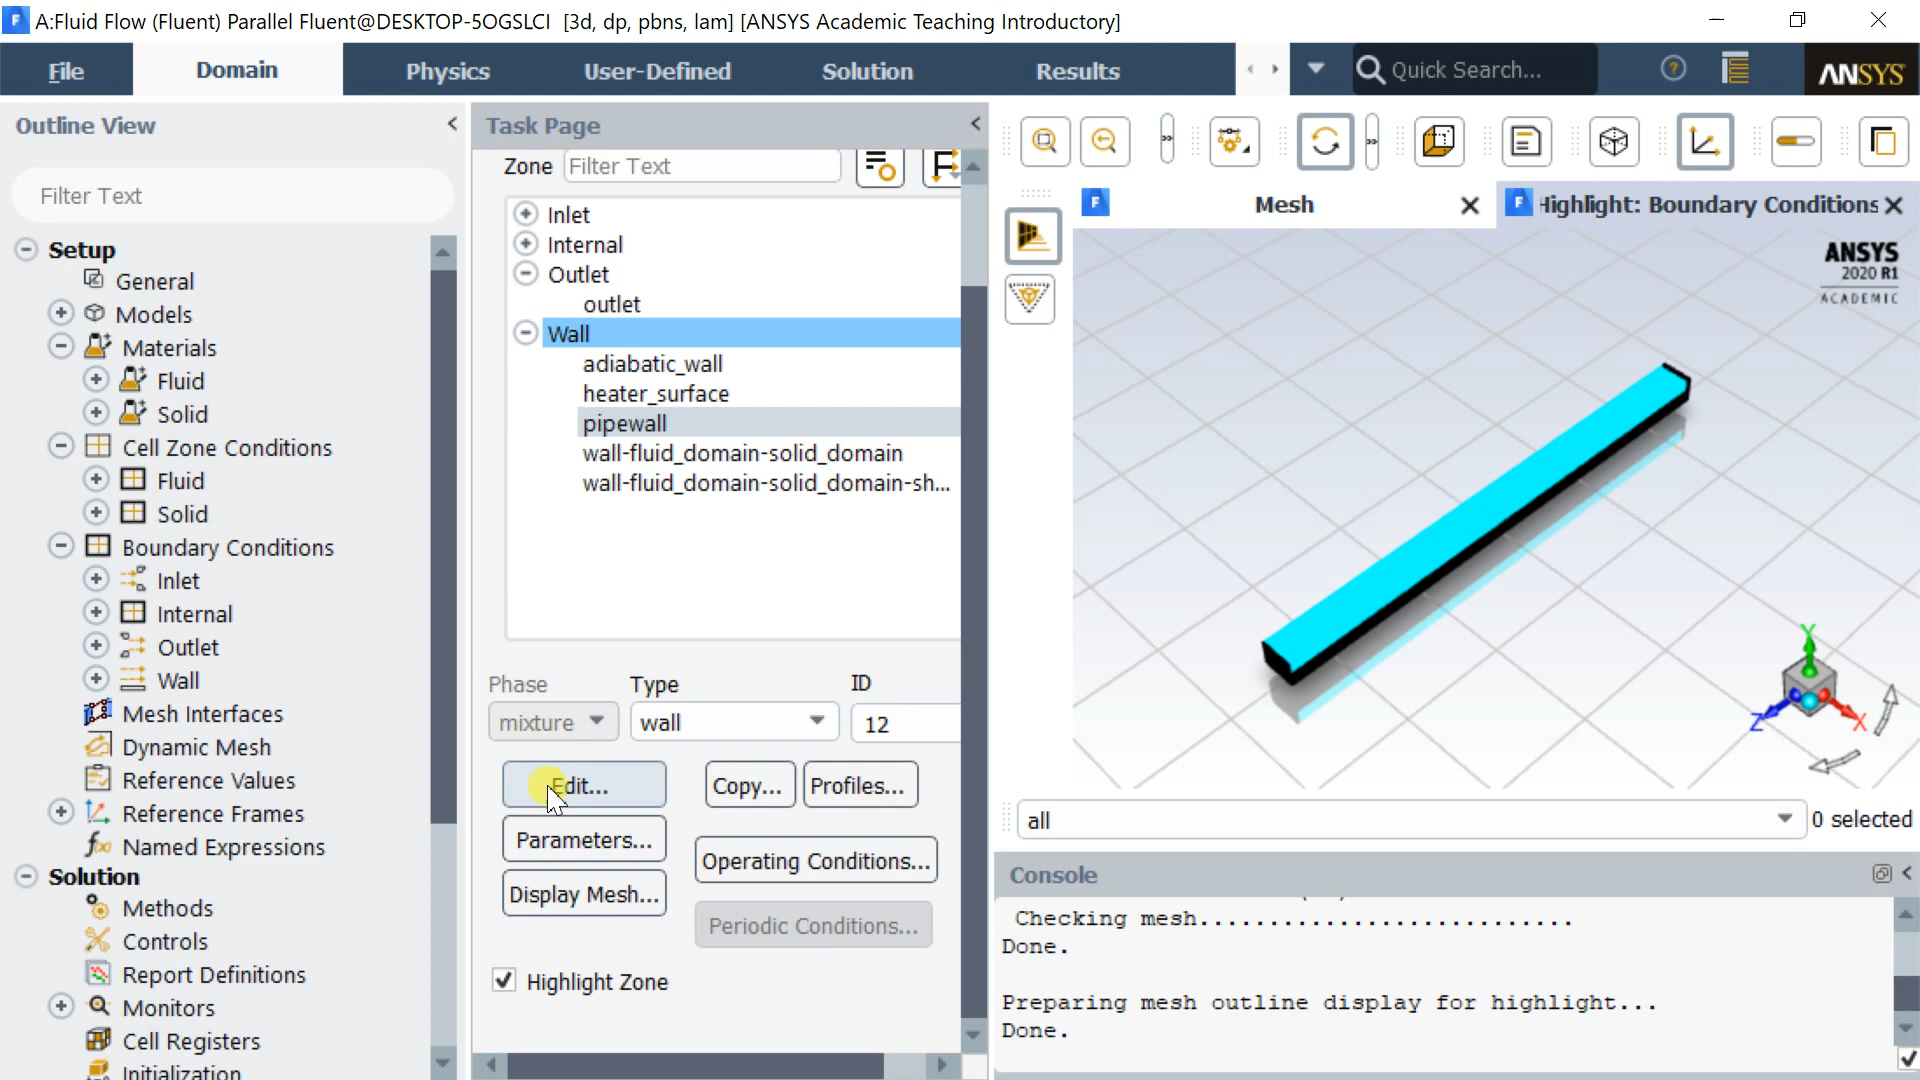 A:Fluid Flow (Fluent) Parallel Fluent@DESKTOP-5OGSLCI [3d, dp, pbns, lam] [ANSYS Academic Teaching Introductory]
File Domain Physics User-Defined Solution Results Quick Search... ANSYS
Outline View
Filter Text
Setup
General
Models
Materials
Fluid
Solid
Cell Zone Conditions
Fluid
Solid
Boundary Conditions
Inlet
Internal
Outlet
Wall
Mesh Interfaces
Dynamic Mesh
Reference Values
Reference Frames
Named Expressions
Solution
Methods
Controls
Report Definitions
Monitors
Cell Registers
Initialization
Task Page
Zone Filter Text
Inlet
Internal
Outlet
outlet
Wall
adiabatic_wall
heater_surface
pipewall
wall-fluid_domain-solid_domain
wall-fluid_domain-solid_domain-sh...
Phase Type ID
mixture wall 12
Edit... Copy... Profiles...
Parameters...
Operating Conditions...
Display Mesh...
Periodic Conditions...
Highlight Zone
Mesh
Highlight: Boundary Conditions
ANSYS
2020 R1
ACADEMIC
Y
Z X
all 0 selected
Console
Checking mesh..........................
Done.
Preparing mesh outline display for highlight...
Done.